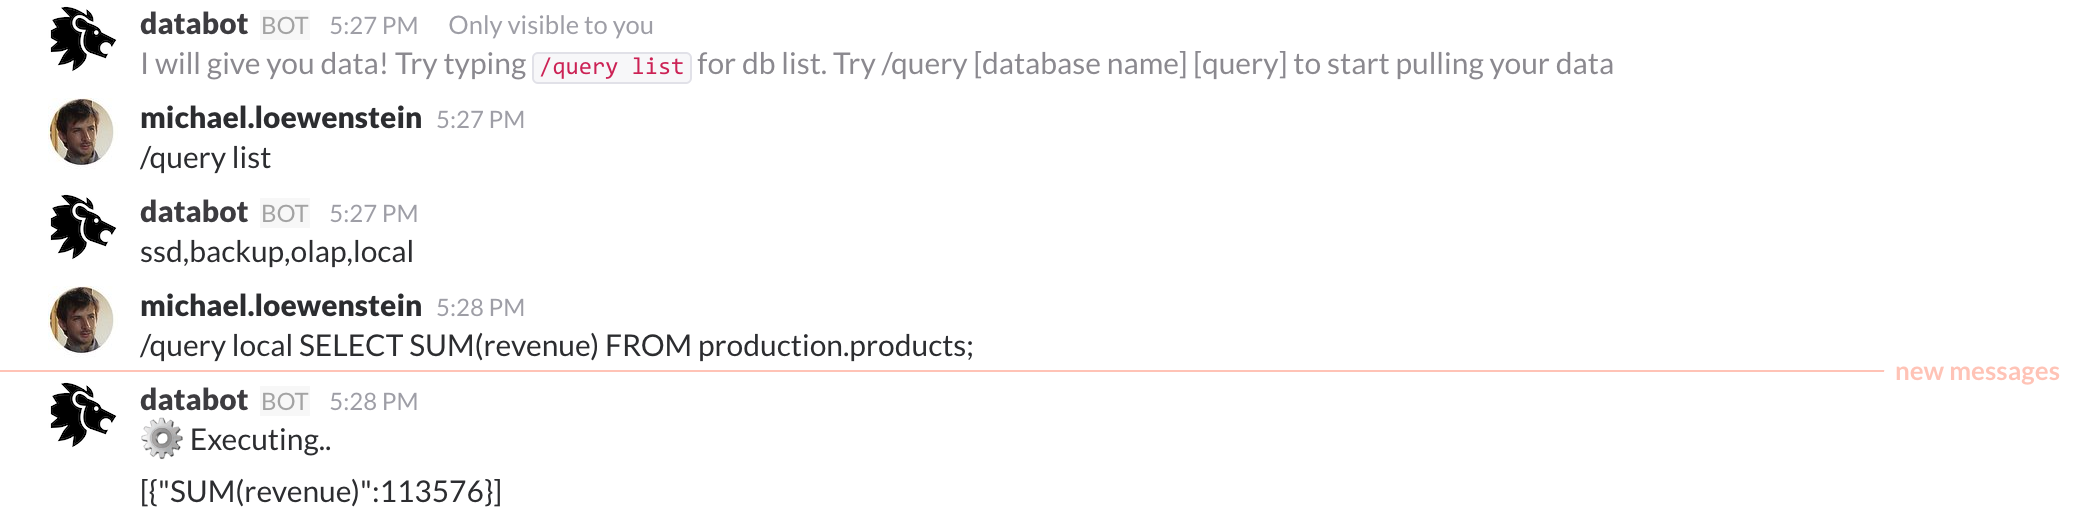 databot BOT 5:27 PM Only visible to you
I will give you data! Try typing /query list for db list. Try /query [database name] [query] to start pulling your data
michael.loewenstein 5:27 PM
/query list
databot BOT 5:27 PM
ssd,backup,olap,local
michael.loewenstein 5:28 PM
/query local SELECT SUM(revenue) FROM production.products;
new messages
databot BOT 5:28 PM
Executing..
[{"SUM(revenue)":113576}]